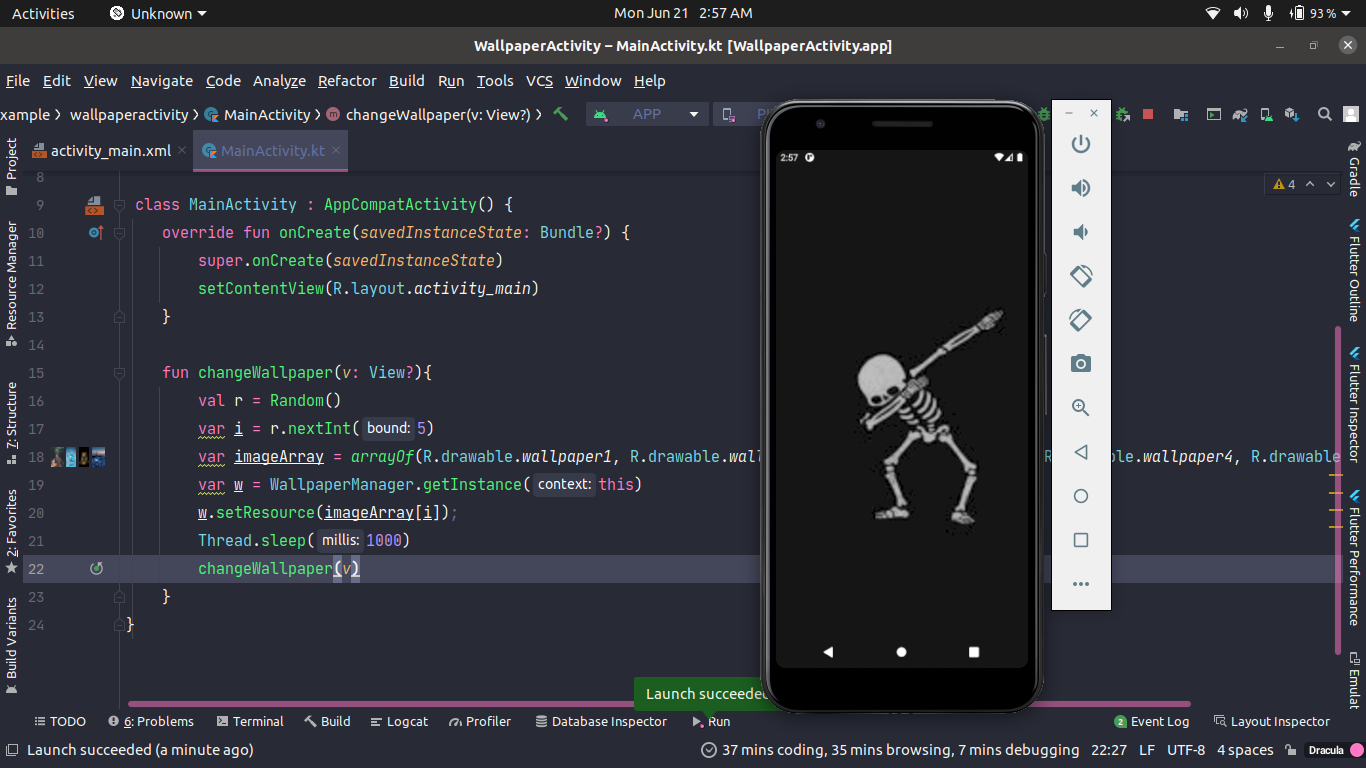 Activities
Unknown
Mon Jun 21 2:57 AM
93 %
WallpaperActivity – MainActivity.kt [WallpaperActivity.app]
File Edit View Navigate Code Analyze Refactor Build Run Tools VCS Window Help
xample wallpaperactivity MainActivity changeWallpaper(v: View?) APP
activity_main.xml MainActivity.kt
8
4
9 class MainActivity : AppCompatActivity() {
10 override fun onCreate(savedInstanceState: Bundle?) {
11 super.onCreate(savedInstanceState)
12 setContentView(R.layout.activity_main)
13 }
14
15 fun changeWallpaper(v: View?){
16 val r = Random()
17 var i = r.nextInt( bound: 5)
18 var imageArray = arrayOf(R.drawable.wallpaper1, R.drawable.wal ble.wallpaper4, R.drawable
19 var w = WallpaperManager.getInstance( context: this)
20 w.setResource(imageArray[i]);
21 Thread.sleep( millis: 1000)
22 changeWallpaper(v)
23 }
24 }
2:57
Project
Resource Manager
7: Structure
2: Favorites
Build Variants
Gradle
Flutter Outline
Flutter Inspector
Flutter Performance
Emulat
Launch succeeded
TODO 6: Problems Terminal Build Logcat Profiler Database Inspector Run 2 Event Log Layout Inspector
Launch succeeded (a minute ago) 37 mins coding, 35 mins browsing, 7 mins debugging 22:27 LF UTF-8 4 spaces Dracula